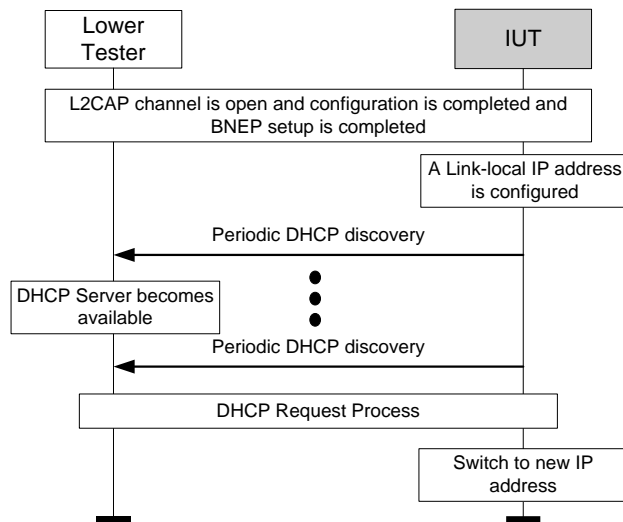 Lower
Tester
IUT
L2CAP channel is open and configuration is completed and
BNEP setup is completed
A Link-local IP address
is configured
Periodic DHCP discovery
DHCP Server becomes
available
Periodic DHCP discovery
DHCP Request Process
Switch to new IP
address